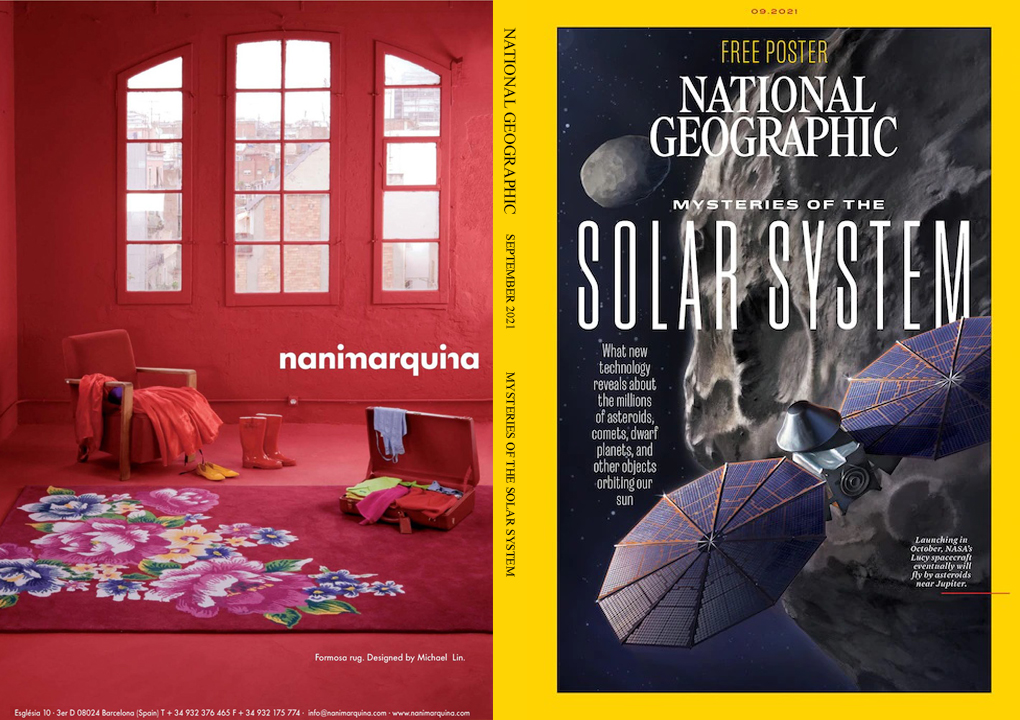 nanimarquina
Formosa rug. Designed by Michael Lin.
Església 10 · 3er D 08024 Barcelona (Spain) T + 34 932 376 465 F + 34 932 175 774 · info@nanimarquina.com · www.nanimarquina.com
NATIONAL GEOGRAPHIC SEPTEMBER 2021 MYSTERIES OF THE SOLAR SYSTEM
09.2021
FREE POSTER
NATIONAL
GEOGRAPHIC
MYSTERIES OF THE
SOLAR SYSTEM
What new
technology
reveals about
the millions
of asteroids,
comets, dwarf
planets, and
other objects
orbiting our
sun
Launching in
October, NASA's
Lucy spacecraft
eventually will
fly by asteroids
near Jupiter.